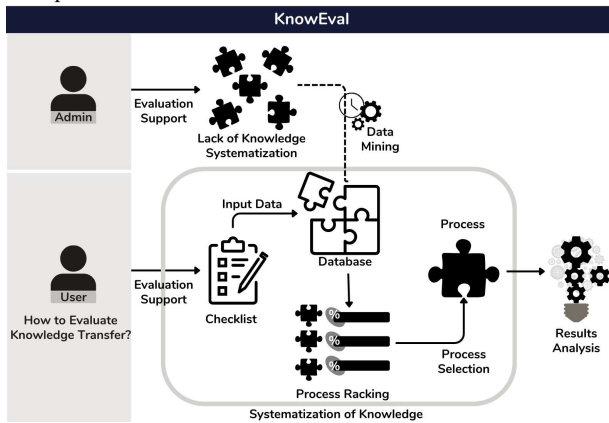 KnowEval
Admin
Evaluation
Support
Lack of Knowledge
Systematization
Data
Mining
User
How to Evaluate
Knowledge Transfer?
Evaluation
Support
Input Data
Checklist
Database
%
%
%
Process Racking
Process
Process
Selection
Systematization of Knowledge
Results
Analysis